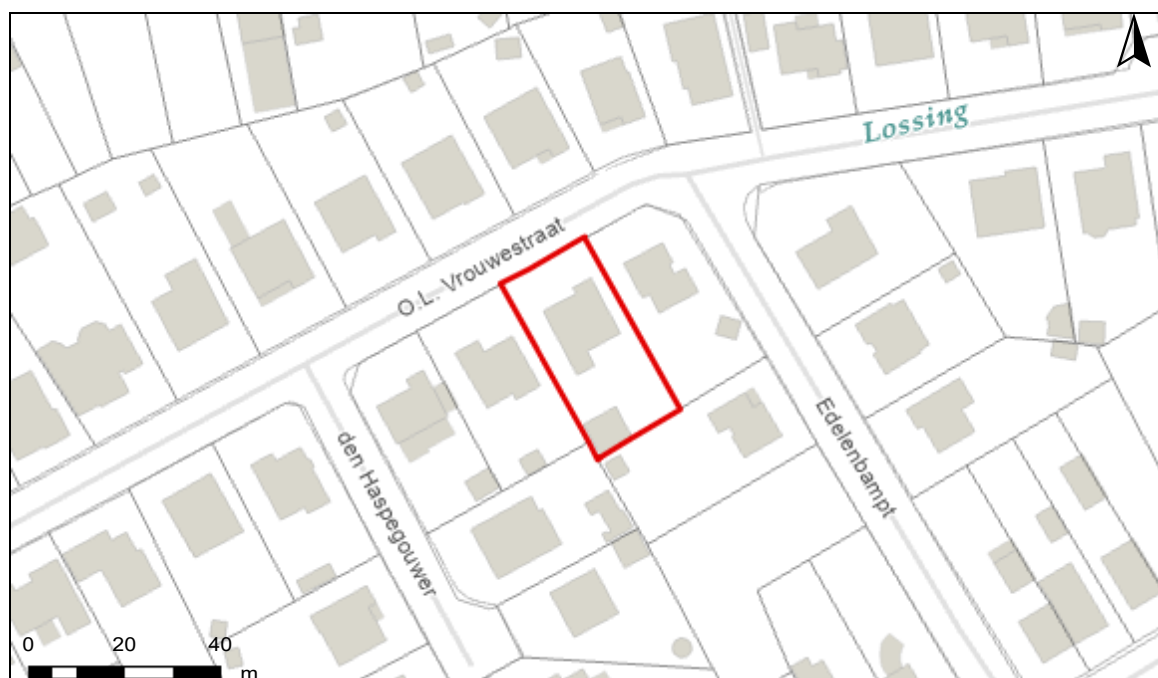 Lossing
O.L. Vrouwestraat
den Haspegouwer
Edelenbampt
0 20 40
m